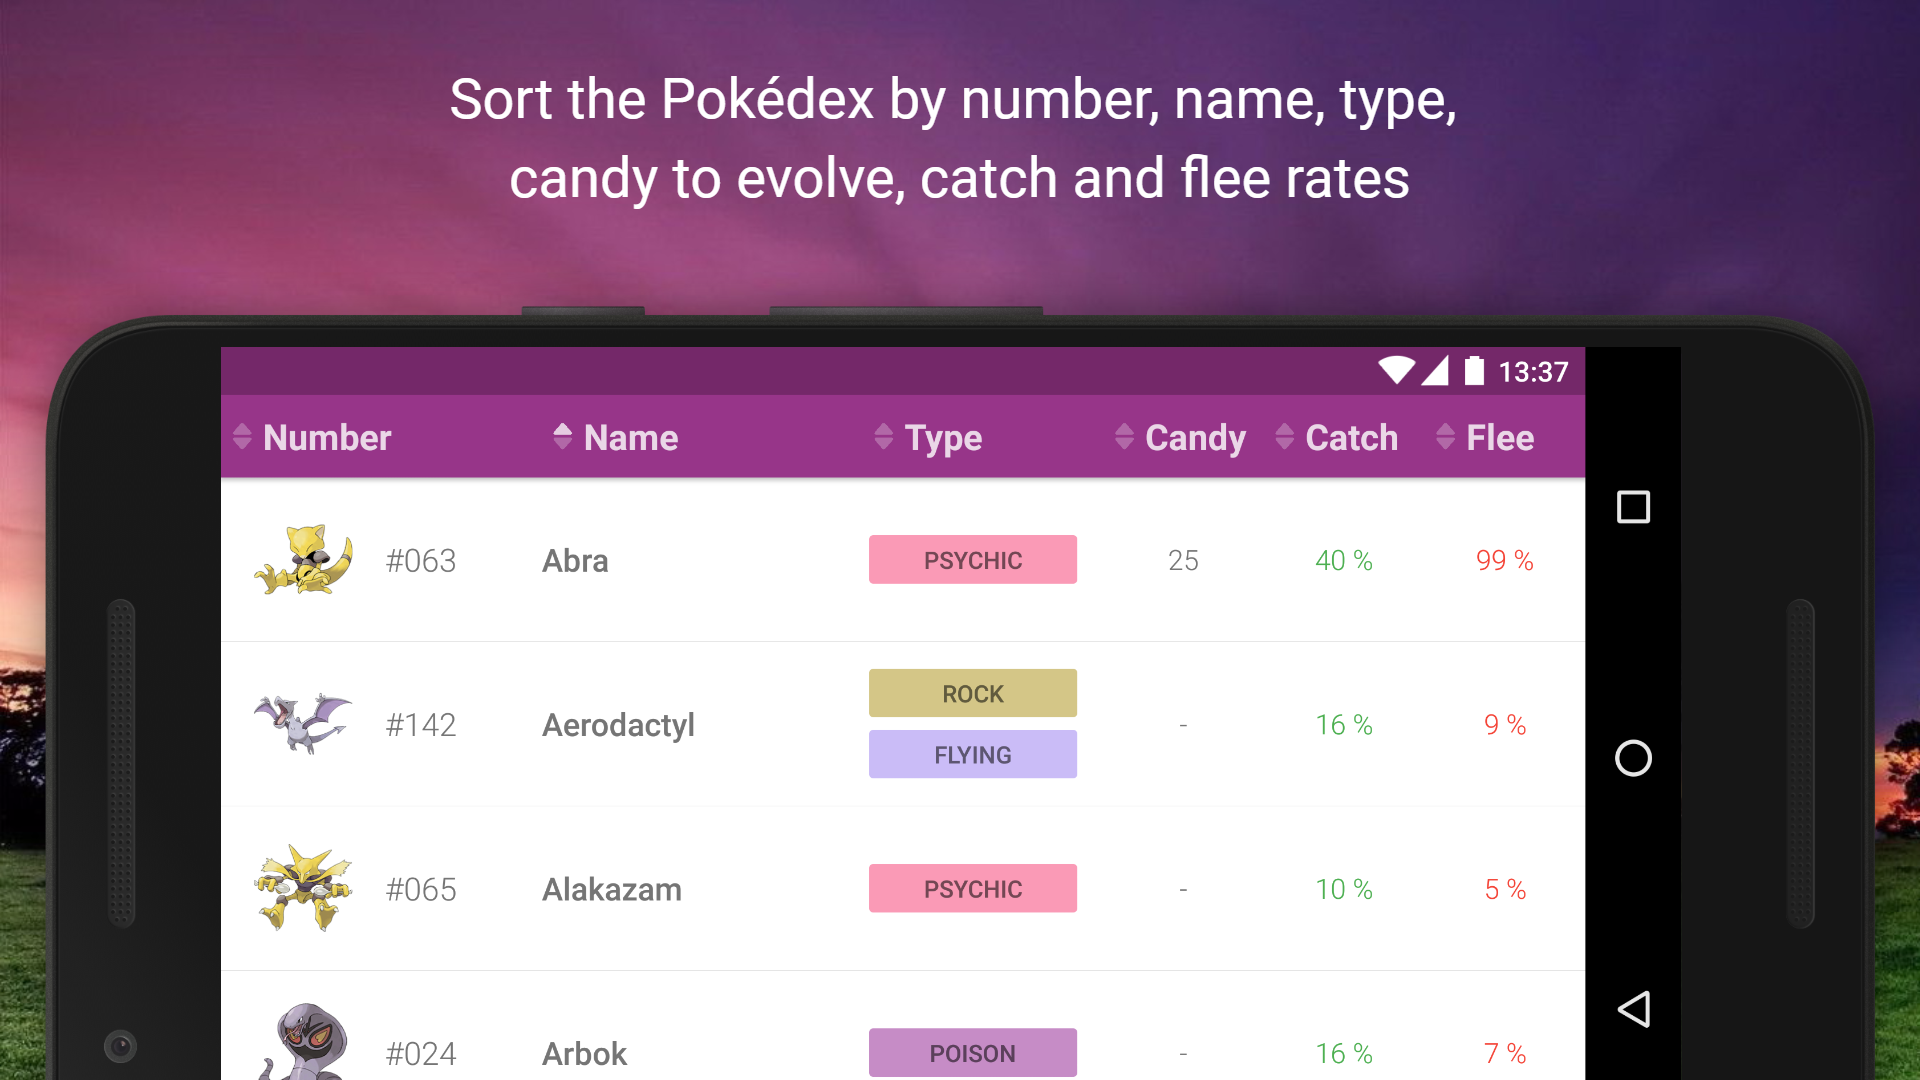 Sort the Pokédex by number, name, type,
candy to evolve, catch and flee rates
13:37
Number Name Type Candy Catch Flee
#063 Abra PSYCHIC 25 40 % 99 %
ROCK
#142 Aerodactyl - 16 % 9 %
FLYING
#065 Alakazam PSYCHIC - 10 % 5 %
#024 Arbok POISON - 16 % 7 %